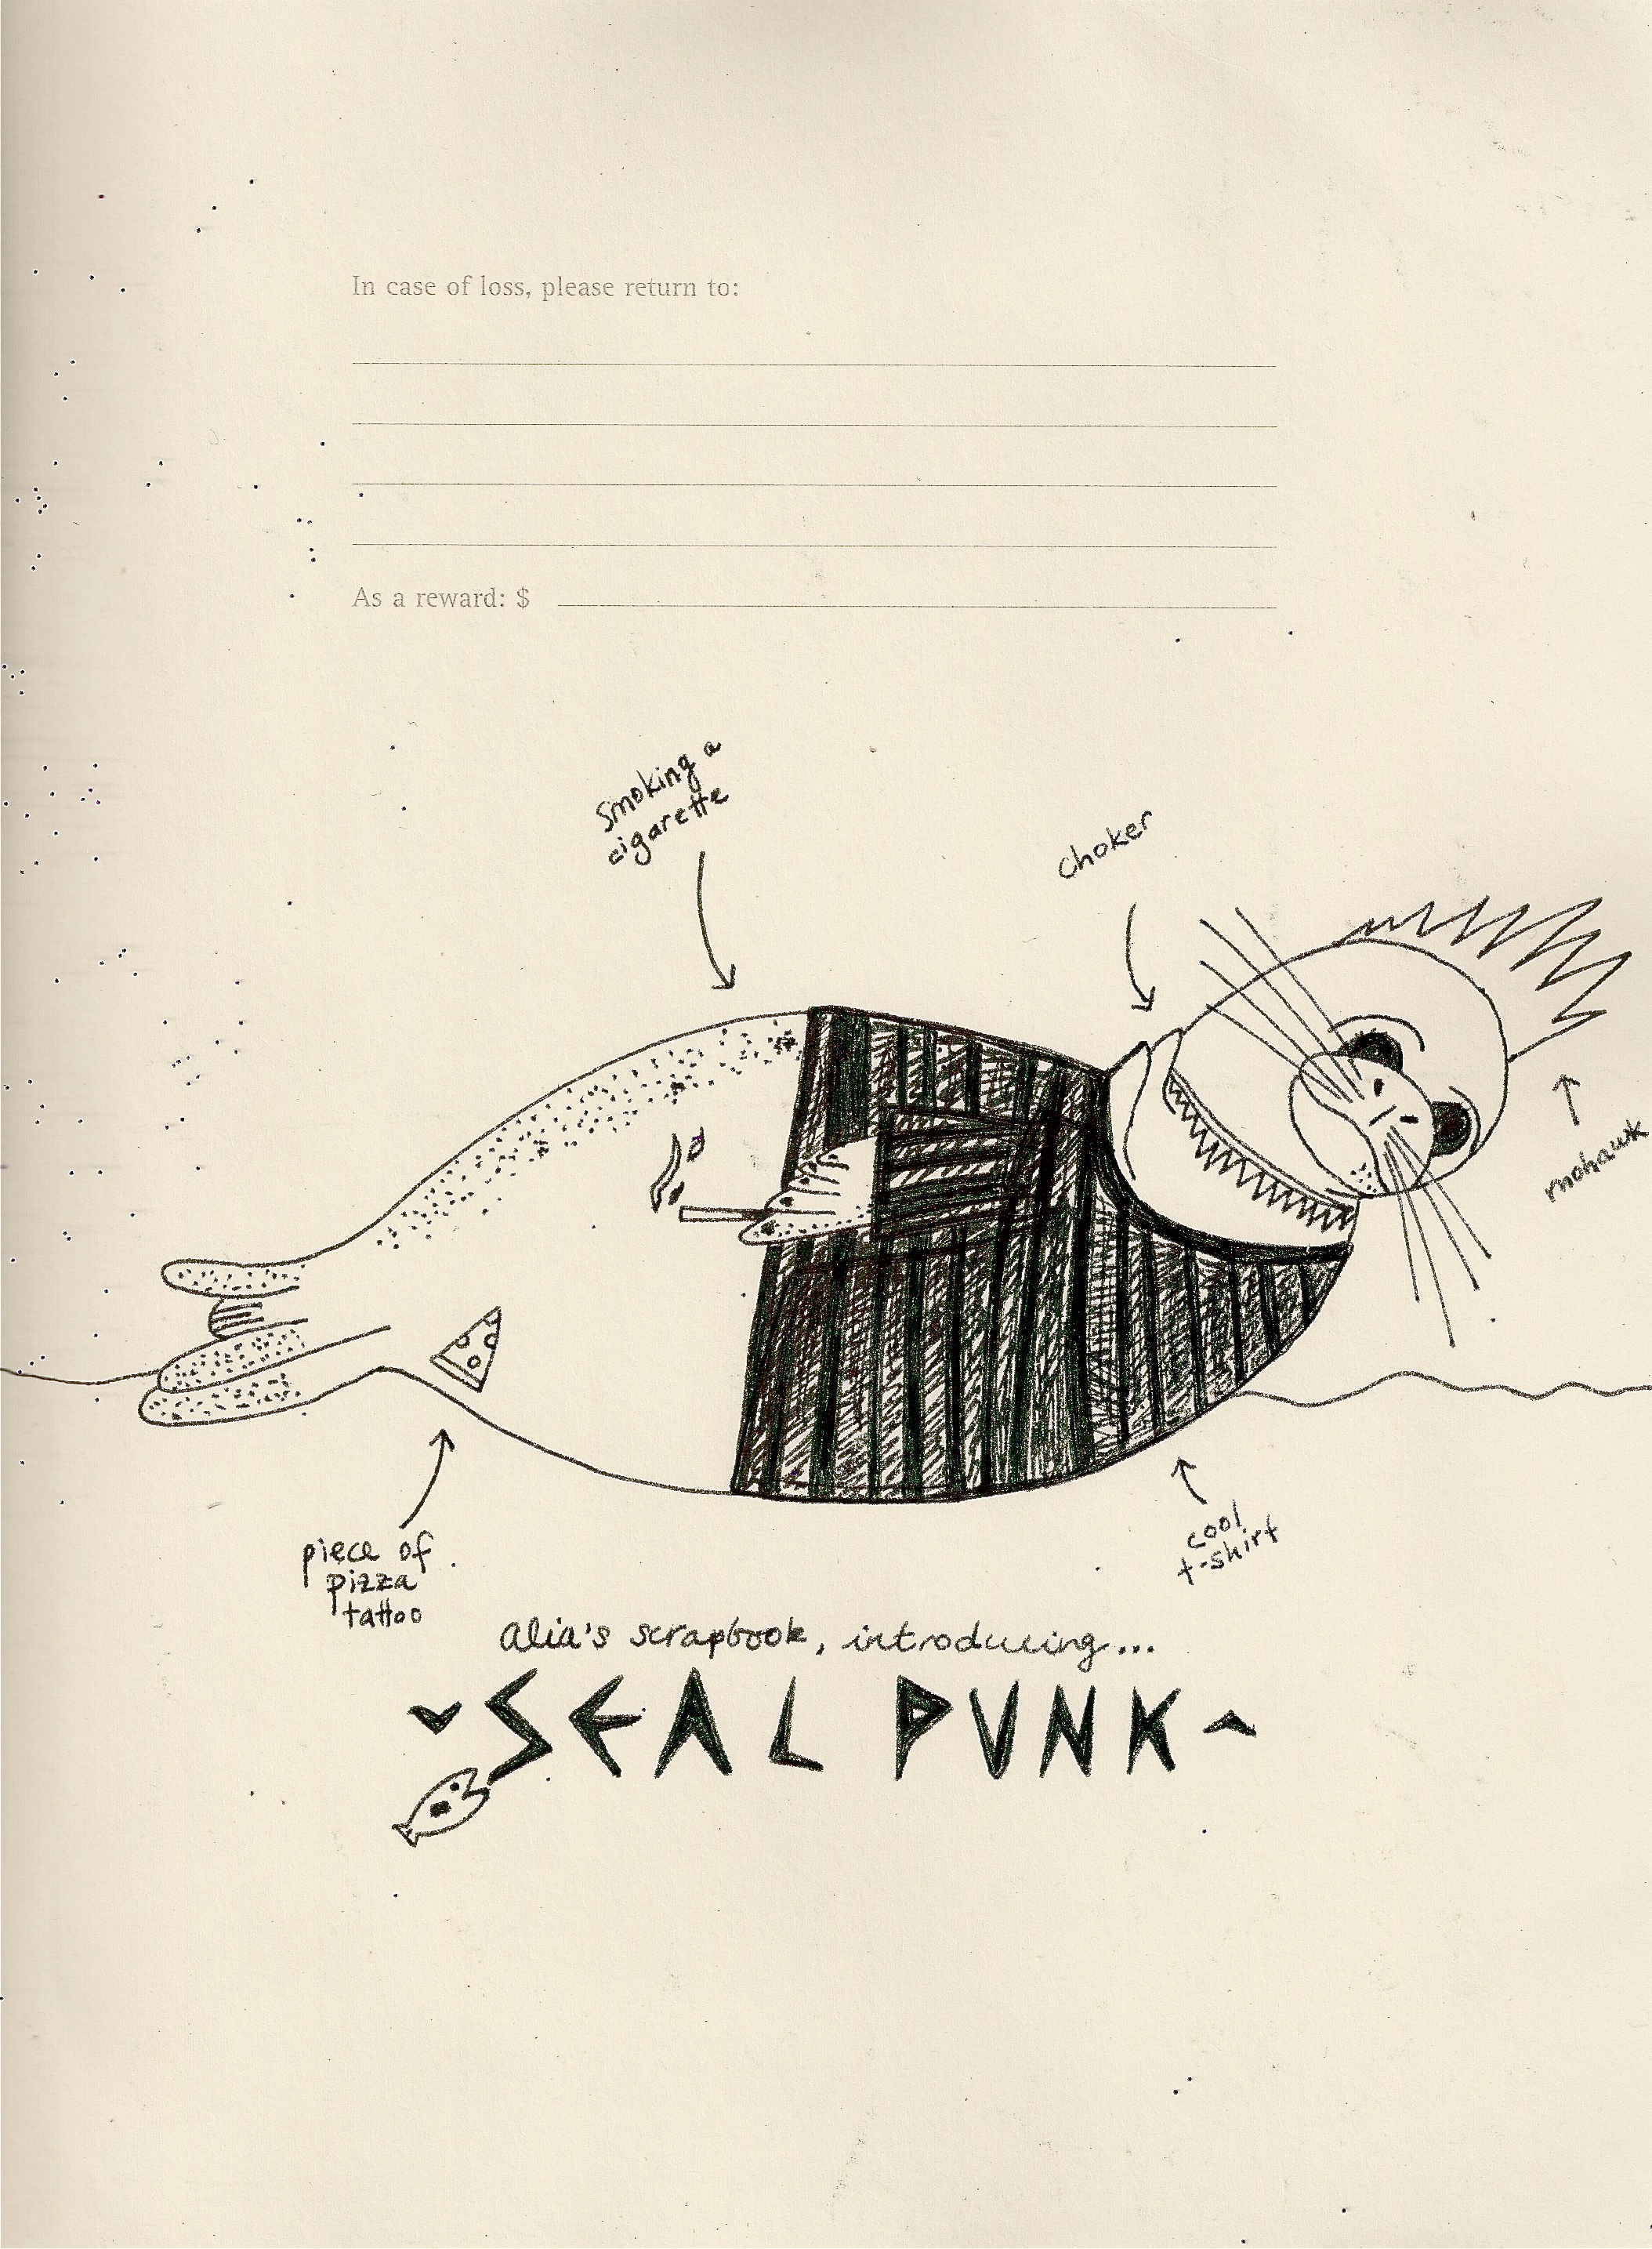 In case of loss, please return to:
As a reward: $
smoking a
cigarette
choker
mohawk
piece of
pizza
tattoo
cool
t-shirt
alia's scrapbook, introducing...
SEAL PUNK